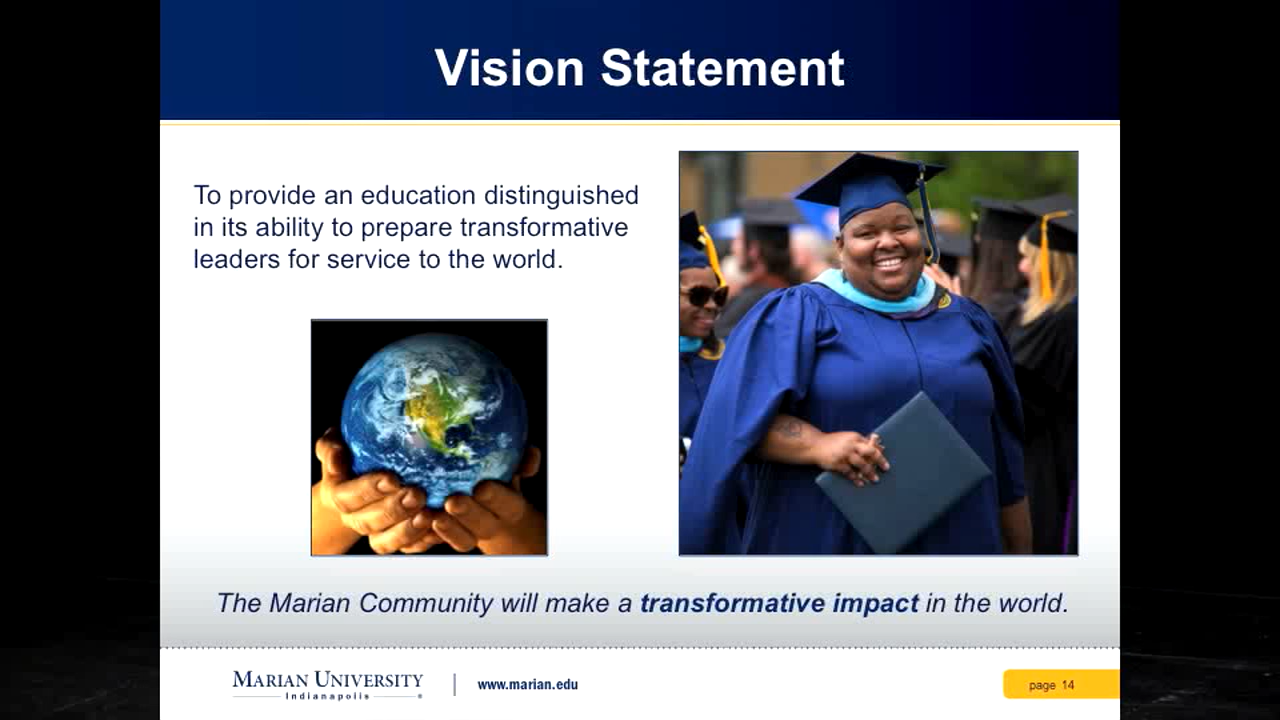 Vision Statement
To provide an education distinguished
in its ability to prepare transformative
leaders for service to the world.
The Marian Community will make a transformative impact in the world.
MARIAN UNIVERSITY
Indianapolis
www.marian.edu
page 14